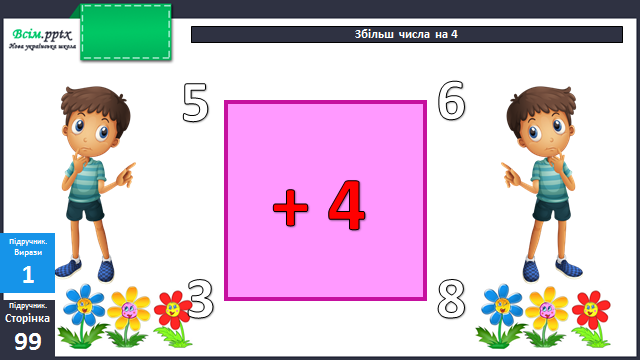 Всім.pptx
Нова українська школа
Збільш числа на 4
5
6
+ 4
3
8
Підручник.
Вирази
1
Підручник.
Сторінка
99